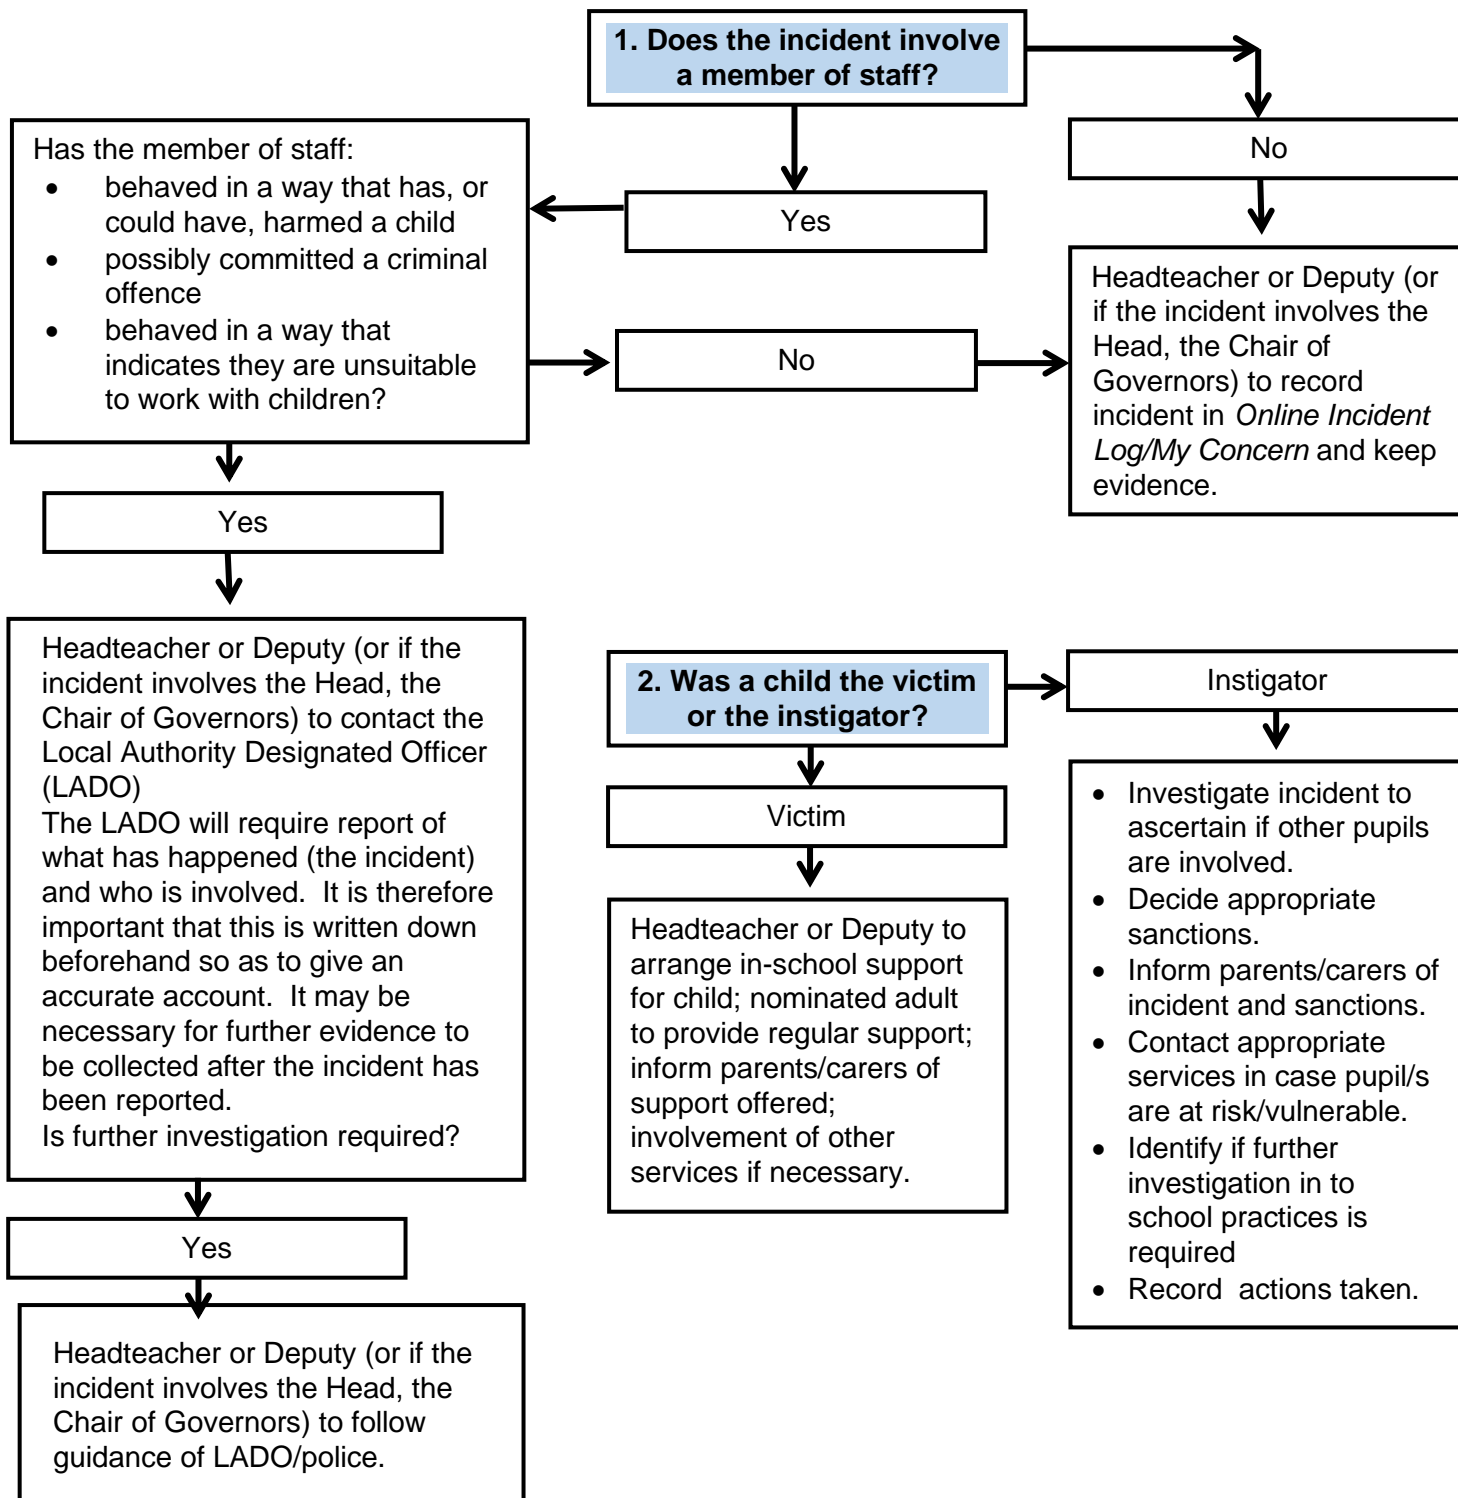 1. Does the incident involve
a member of staff?
No
Has the member of staff:
• behaved in a way that has, or
could have, harmed a child
• possibly committed a criminal
offence
• behaved in a way that
indicates they are unsuitable
to work with children?
Yes
No
Headteacher or Deputy (or
if the incident involves the
Head, the Chair of
Governors) to record
incident in Online Incident
Log/My Concern and keep
evidence.
Yes
Headteacher or Deputy (or if the
incident involves the Head, the
Chair of Governors) to contact the
Local Authority Designated Officer
(LADO)
The LADO will require report of
what has happened (the incident)
and who is involved.  It is therefore
important that this is written down
beforehand so as to give an
accurate account.  It may be
necessary for further evidence to
be collected after the incident has
been reported.
Is further investigation required?
Yes
Headteacher or Deputy (or if the
incident involves the Head, the
Chair of Governors) to follow
guidance of LADO/police.
2. Was a child the victim
or the instigator?
Instigator
Victim
Headteacher or Deputy to
arrange in-school support
for child; nominated adult
to provide regular support;
inform parents/carers of
support offered;
involvement of other
services if necessary.
• Investigate incident to
ascertain if other pupils
are involved.
• Decide appropriate
sanctions.
• Inform parents/carers of
incident and sanctions.
• Contact appropriate
services in case pupil/s
are at risk/vulnerable.
• Identify if further
investigation in to
school practices is
required
• Record  actions taken.